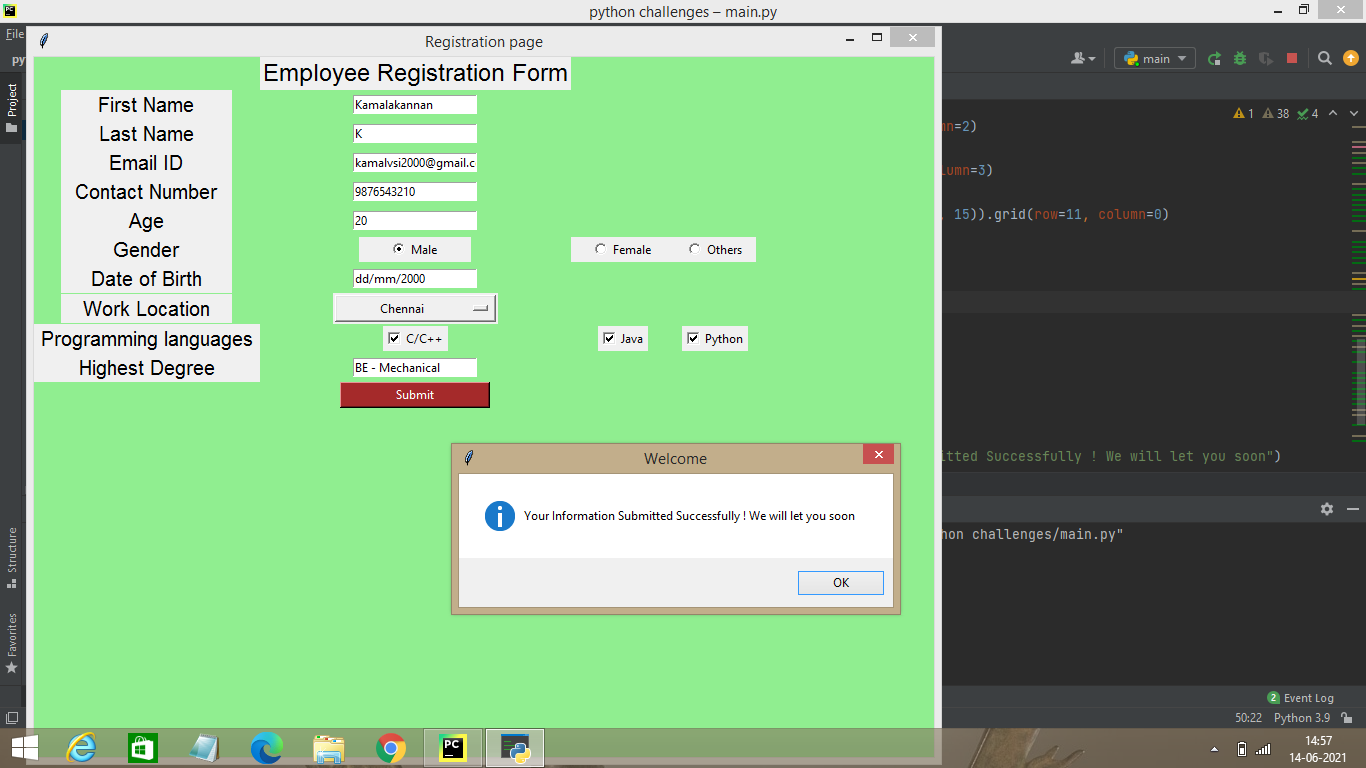 python challenges – main.py
File
Registration page
py
main
Project
Employee Registration Form
First Name Kamalakannan
1 38 4
Last Name K
mn=2)
Email ID kamalvsi2000@gmail.c
umn=3)
Contact Number 9876543210
15)).grid(row=11, column=0)
Age 20
Gender Male Female Others
Date of Birth dd/mm/2000
Work Location Chennai
Programming languages C/C++ Java Python
Highest Degree BE - Mechanical
Submit
Welcome
itted Successfully ! We will let you soon")
Your Information Submitted Successfully ! We will let you soon
hon challenges/main.py"
OK
Structure
Favorites
2 Event Log
50:22 Python 3.9
PC
14:57
14-06-2021